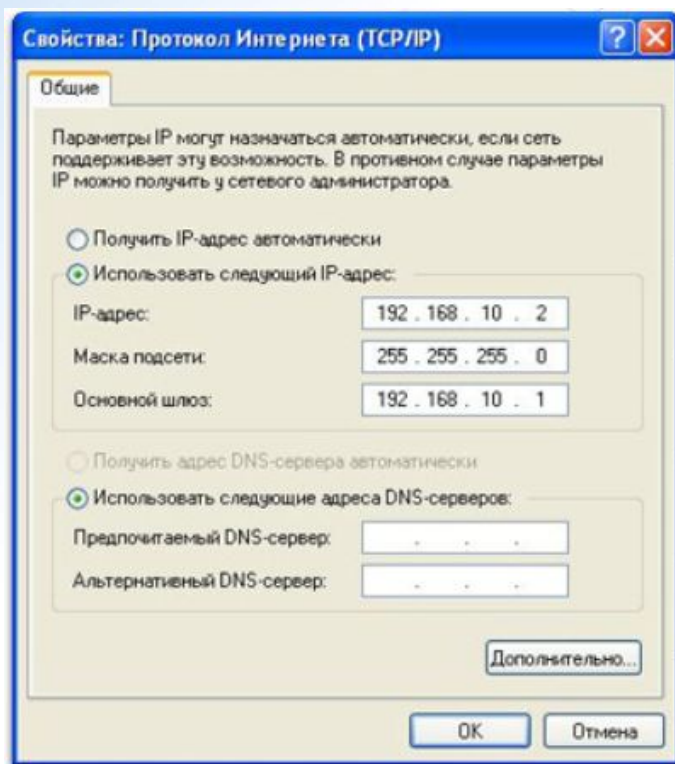 Свойства: Протокол Интернета (TCP/IP)
Общие
Параметры IP могут назначаться автоматически, если сеть
поддерживает эту возможность. В противном случае параметры
IP можно получить у сетевого администратора.
Получить IP-адрес автоматически
Использовать следующий IP-адрес:
IP-адрес: 192 . 168 . 10 . 2
Маска подсети: 255 . 255 . 255 . 0
Основной шлюз: 192 . 168 . 10 . 1
Получить адрес DNS-сервера автоматически
Использовать следующие адреса DNS-серверов:
Предпочитаемый DNS-сервер: . . .
Альтернативный DNS-сервер: . . .
Дополнительно...
OK Отмена